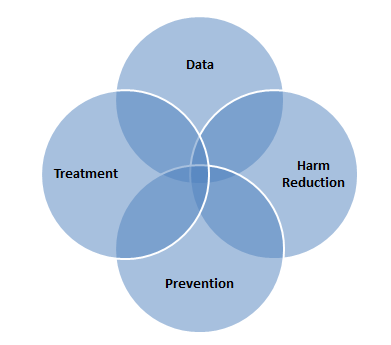 Data
Treatment
Harm
Reduction
Prevention